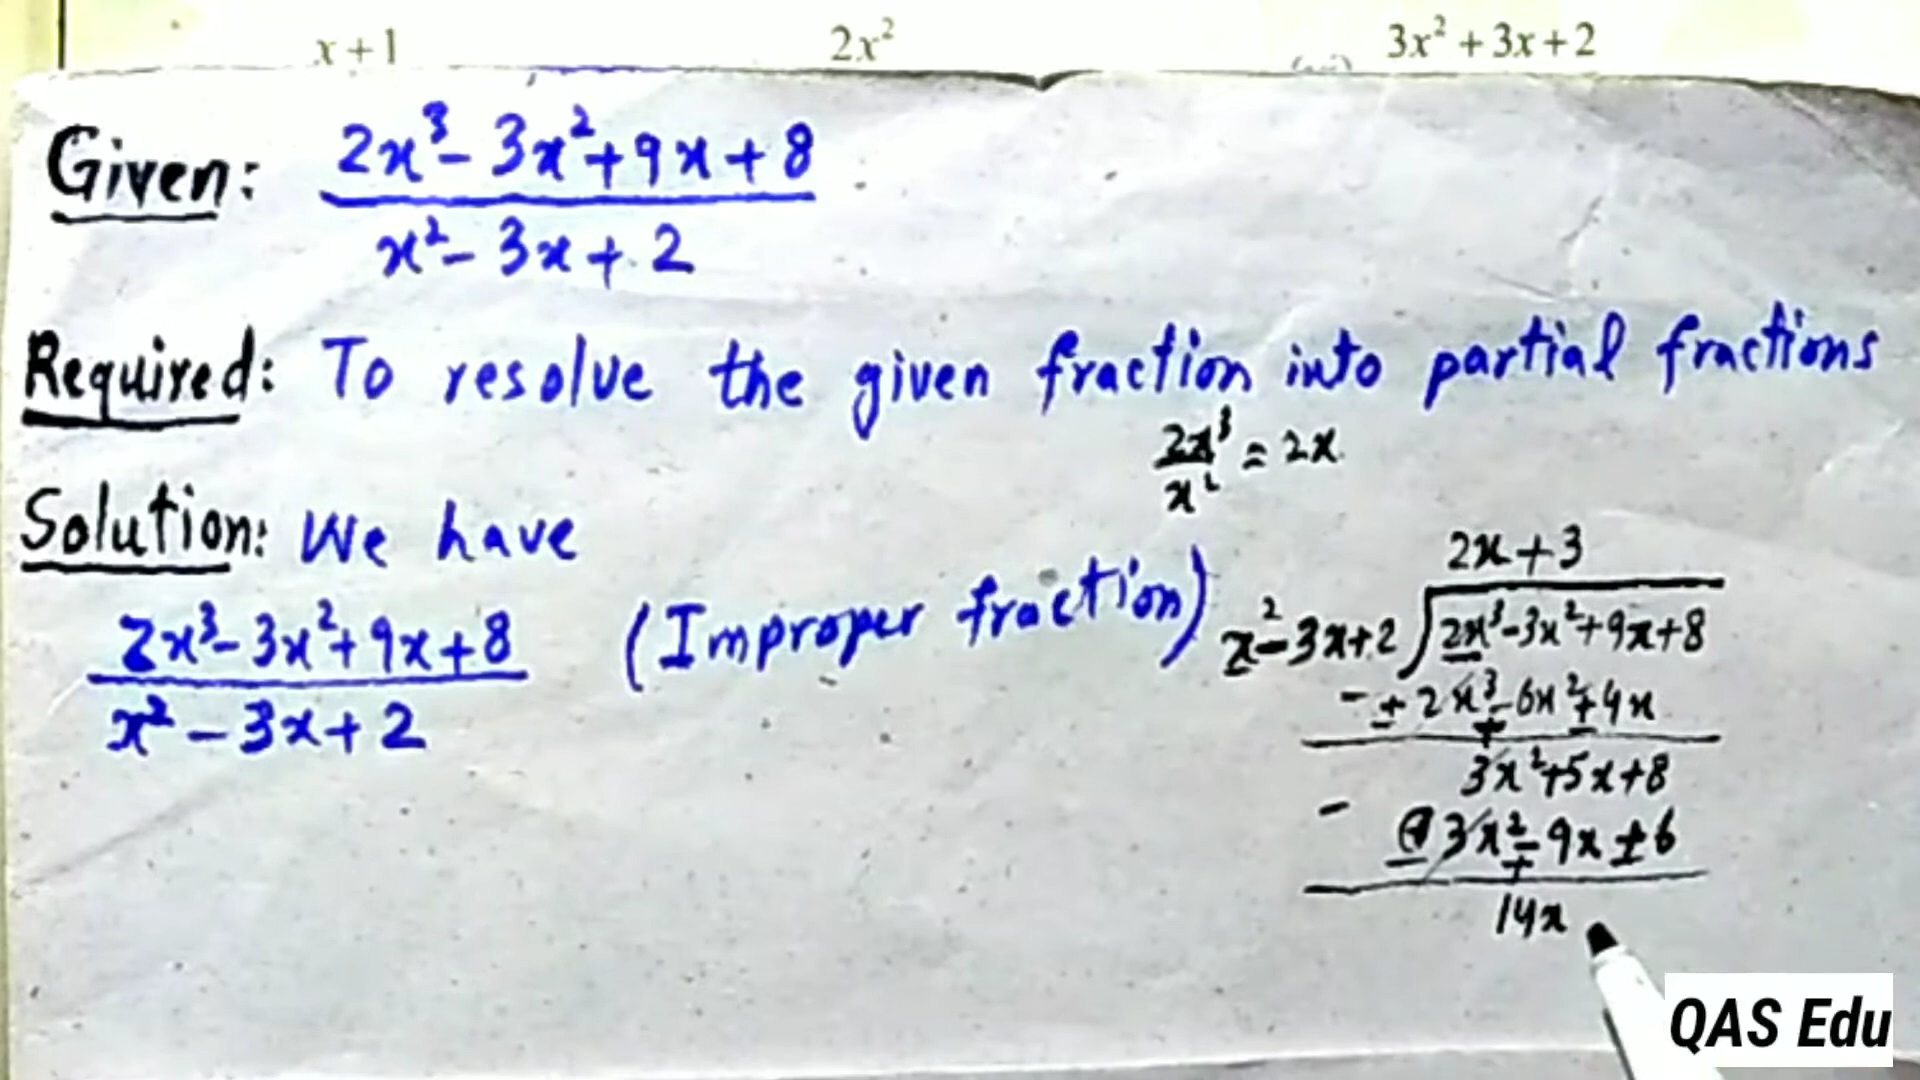 x+1 2x² 3x²+3x+2
Given: 2x³-3x²+9x+8
x²-3x+2
Required: To resolve the given fraction into partial fractions
2x³ = 2x
x²
Solution: We have
2x+3
2x³-3x²+9x+8 (Improper fraction) x²-3x+2 2x³-3x²+9x+8
x²-3x+2
- ±2x³-6x²+4x
3x²+5x+8
- 3x²-9x±6
14x
QAS Edu